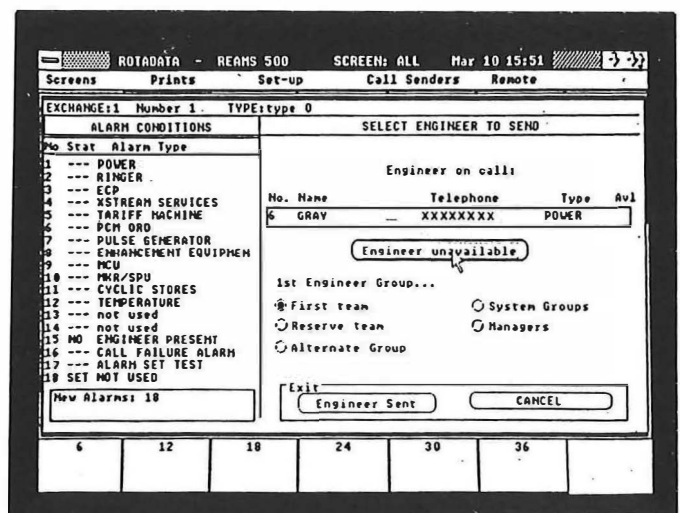 ROTADATA - REAMS 500 SCREEN: ALL Mar 10 15:51
Screens Prints Set-up Call Senders Remote
EXCHANGE:1 Number 1. TYPE:type 0
ALARM CONDITIONS
No Stat Alarm Type
1 --- POWER
2 --- RINGER
3 --- ECP
4 --- XSTREAM SERVICES
5 --- TARIFF MACHINE
6 --- PCM ORD
7 --- PULSE GENERATOR
8 --- ENHANCEMENT EQUIPMEN
9 --- MCU
10 --- MKR/SPU
11 --- CYCLIC STORES
12 --- TEMPERATURE
13 --- not used
14 --- not used
15 NO ENGINEER PRESENT
16 --- CALL FAILURE ALARM
17 --- ALARM SET TEST
18 SET NOT USED
New Alarms: 18
SELECT ENGINEER TO SEND
Engineer on call:
No. Name Telephone Type Avl
6 GRAY _ XXXXXXXX POWER
Engineer unavailable
1st Engineer Group...
First team System Groups
Reserve team Managers
Alternate Group
Exit
Engineer Sent CANCEL
6 12 18 24 30 36